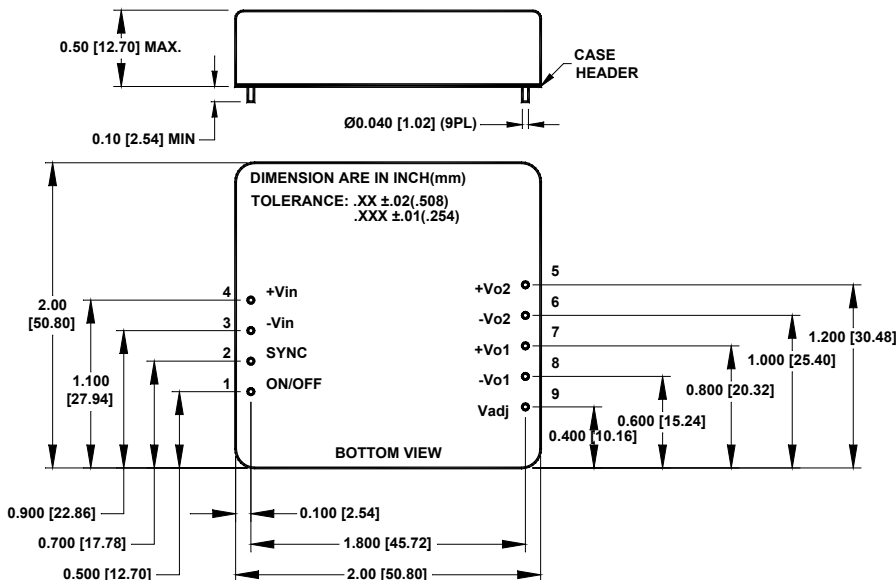 0.50 [12.70] MAX.
CASE
HEADER
0.10 [2.54] MIN
Ø0.040 [1.02] (9PL)
DIMENSION ARE IN INCH(mm)
TOLERANCE: .XX ±.02(.508)
.XXX ±.01(.254)
4 +Vin
3 -Vin
2 SYNC
1 ON/OFF
5
+Vo2
6
-Vo2
7
+Vo1
8
-Vo1
9
Vadj
2.00
[50.80]
1.100
[27.94]
1.200 [30.48]
1.000 [25.40]
0.800 [20.32]
0.600 [15.24]
0.400 [10.16]
BOTTOM VIEW
0.900 [22.86]
0.100 [2.54]
0.700 [17.78]
1.800 [45.72]
0.500 [12.70]
2.00 [50.80]